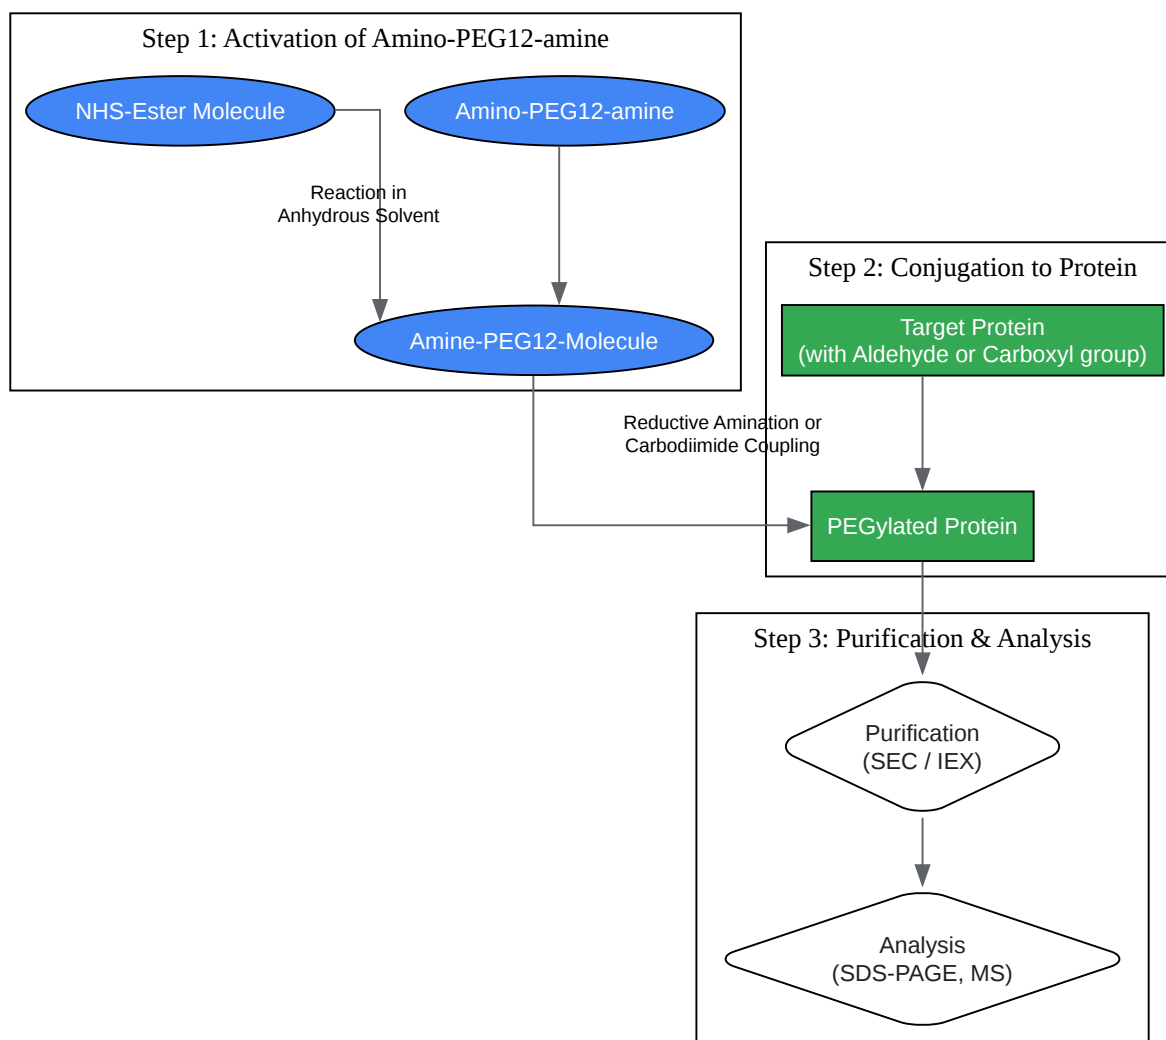 Step 1: Activation of Amino-PEG12-amine
NHS-Ester Molecule
Amino-PEG12-amine
Reaction in
Anhydrous Solvent
Amine-PEG12-Molecule
Step 2: Conjugation to Protein
Target Protein
(with Aldehyde or Carboxyl group)
Reductive Amination or
Carbodiimide Coupling
PEGylated Protein
Step 3: Purification & Analysis
Purification
(SEC / IEX)
Analysis
(SDS-PAGE, MS)